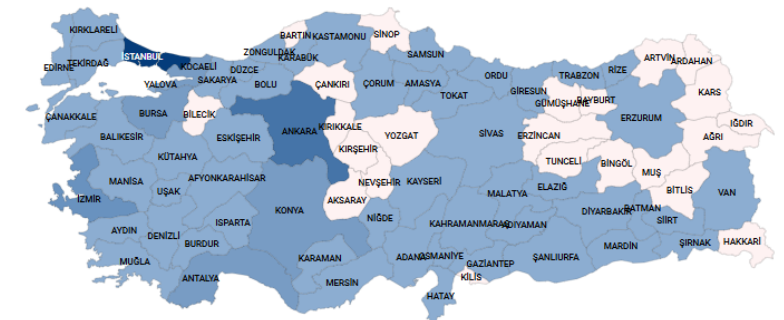 KIRKLARELİ
EDİRNE
TEKİRDAĞ
İSTANBUL
KOCAELİ
YALOVA
SAKARYA
DÜZCE
BOLU
ZONGULDAK
BARTIN
KARABÜK
KASTAMONU
SİNOP
SAMSUN
ÇANKIRI
ÇORUM
AMASYA
TOKAT
ORDU
GİRESUN
TRABZON
RİZE
ARTVİN
ARDAHAN
KARS
GÜMÜŞHANE
BAYBURT
ERZURUM
IĞDIR
AĞRI
ÇANAKKALE
BURSA
BİLECİK
BALIKESİR
ESKİŞEHİR
ANKARA
KIRIKKALE
YOZGAT
SİVAS
ERZİNCAN
KÜTAHYA
KIRŞEHİR
TUNCELİ
BİNGÖL
MUŞ
BİTLİS
VAN
MANİSA
UŞAK
AFYONKARAHİSAR
NEVŞEHİR
KAYSERİ
MALATYA
ELAZIĞ
İZMİR
AKSARAY
KONYA
NİĞDE
KAHRAMANMARAŞ
ADIYAMAN
DİYARBAKIR
BATMAN
SİİRT
AYDIN
DENİZLİ
ISPARTA
BURDUR
MUĞLA
ANTALYA
KARAMAN
MERSİN
ADANA
OSMANİYE
GAZİANTEP
KİLİS
HATAY
ŞANLIURFA
MARDİN
ŞIRNAK
HAKKARİ